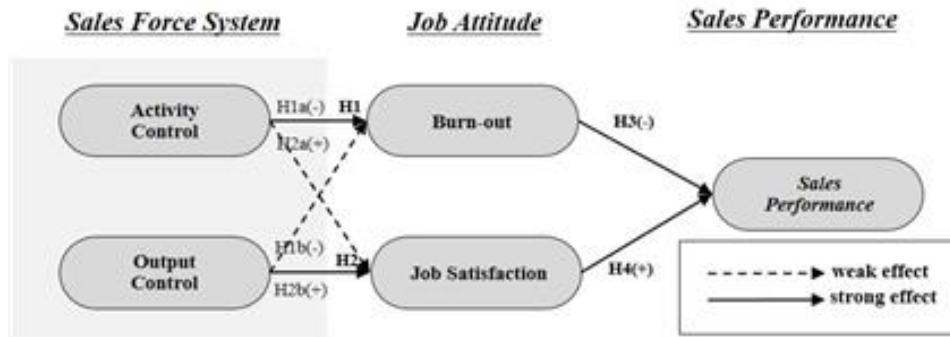 Sales Force System
Job Attitude
Sales Performance
Activity
Control
H1a(-)
H1
H2a(+)
Burn-out
H3(-)
Sales
Performance
Output
Control
H1b(-)
H2
H2b(+)
Job Satisfaction
H4(+)
weak effect
strong effect